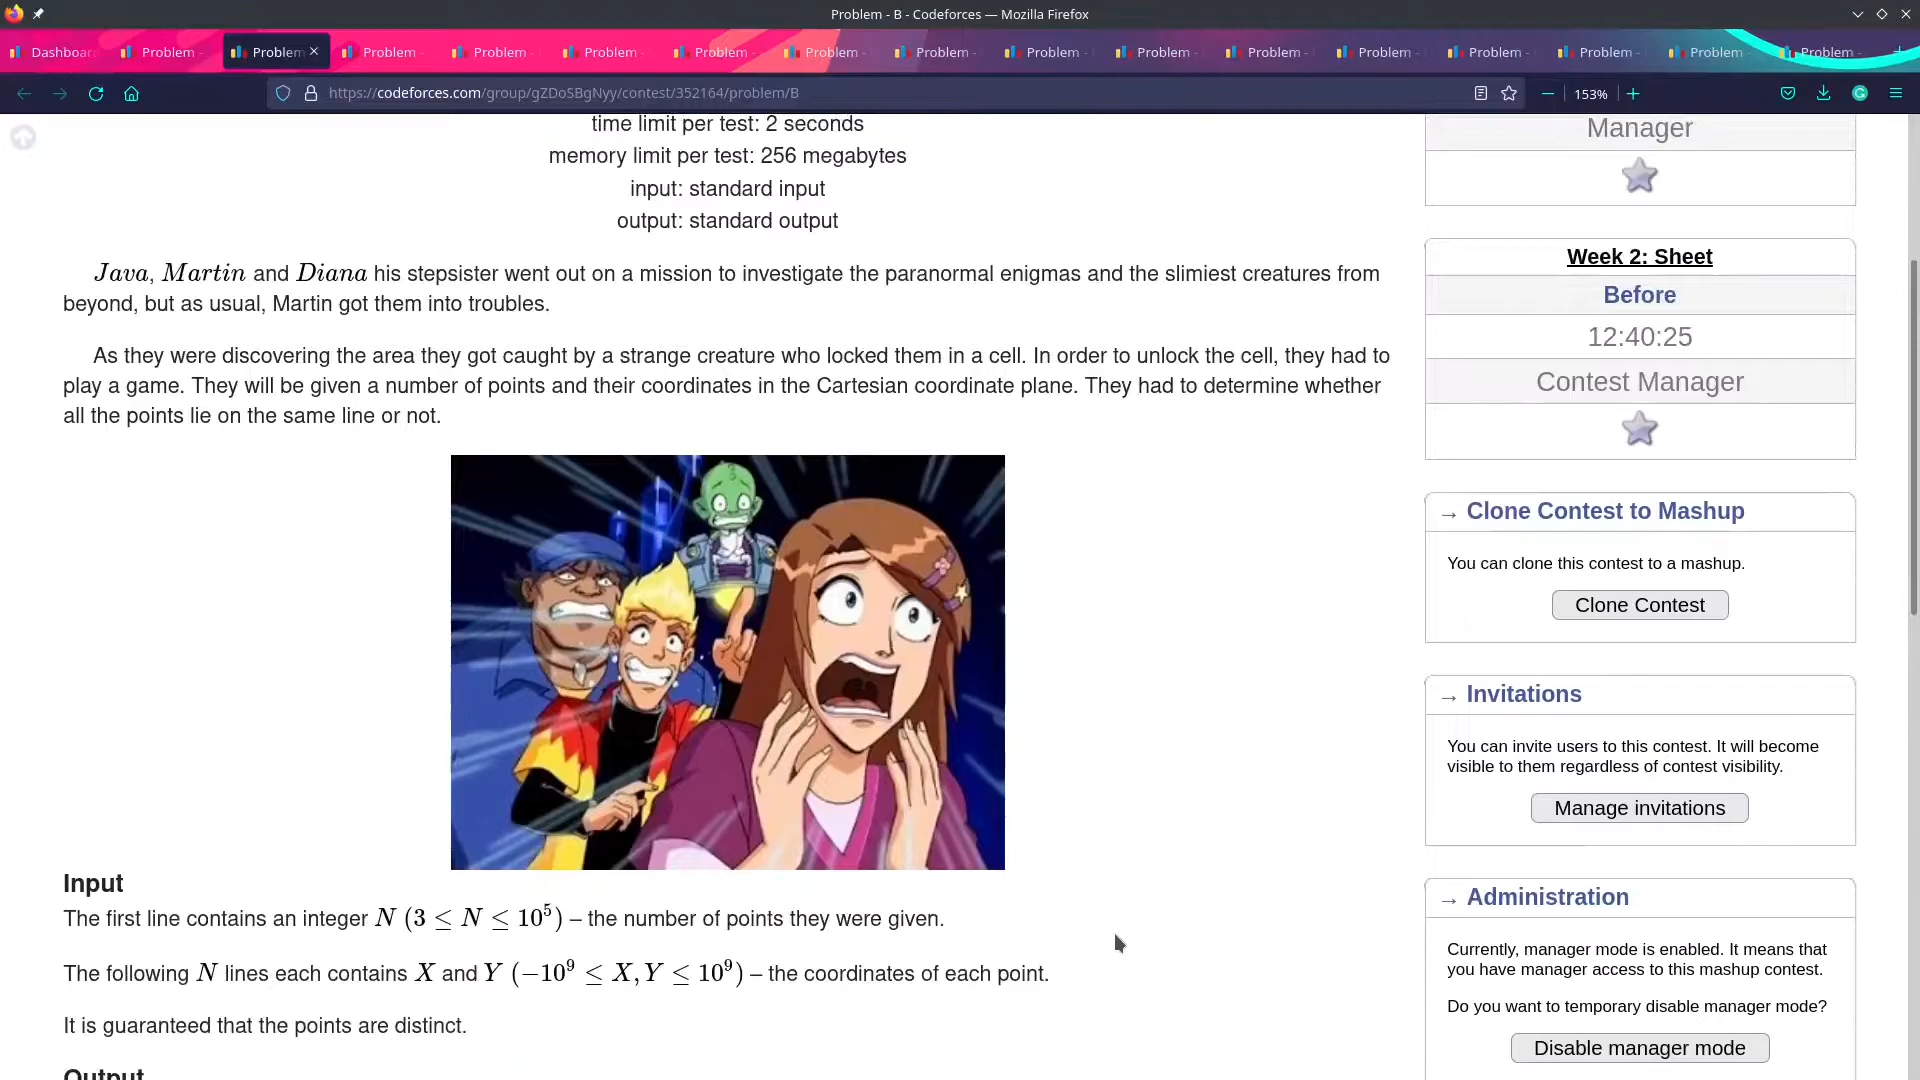 Problem - B - Codeforces — Mozilla Firefox
Dashboar Problem - Problem Problem - Problem - Problem - Problem - Problem - Problem - Problem - Problem - Problem - Problem - Problem - Problem - Problem - Problem -
https://codeforces.com/group/gZDoSBgNyy/contest/352164/problem/B
153%
time limit per test: 2 seconds
memory limit per test: 256 megabytes
input: standard input
output: standard output
Java, Martin and Diana his stepsister went out on a mission to investigate the paranormal enigmas and the slimiest creatures from
beyond, but as usual, Martin got them into troubles.
As they were discovering the area they got caught by a strange creature who locked them in a cell. In order to unlock the cell, they had to
play a game. They will be given a number of points and their coordinates in the Cartesian coordinate plane. They had to determine whether
all the points lie on the same line or not.
Input
The first line contains an integer N (3 ≤ N ≤ 10⁵) – the number of points they were given.
The following N lines each contains X and Y (−10⁹ ≤ X, Y ≤ 10⁹) – the coordinates of each point.
It is guaranteed that the points are distinct.
Output
Manager
Week 2: Sheet
Before
12:40:25
Contest Manager
→ Clone Contest to Mashup
You can clone this contest to a mashup.
Clone Contest
→ Invitations
You can invite users to this contest. It will become
visible to them regardless of contest visibility.
Manage invitations
→ Administration
Currently, manager mode is enabled. It means that
you have manager access to this mashup contest.
Do you want to temporary disable manager mode?
Disable manager mode